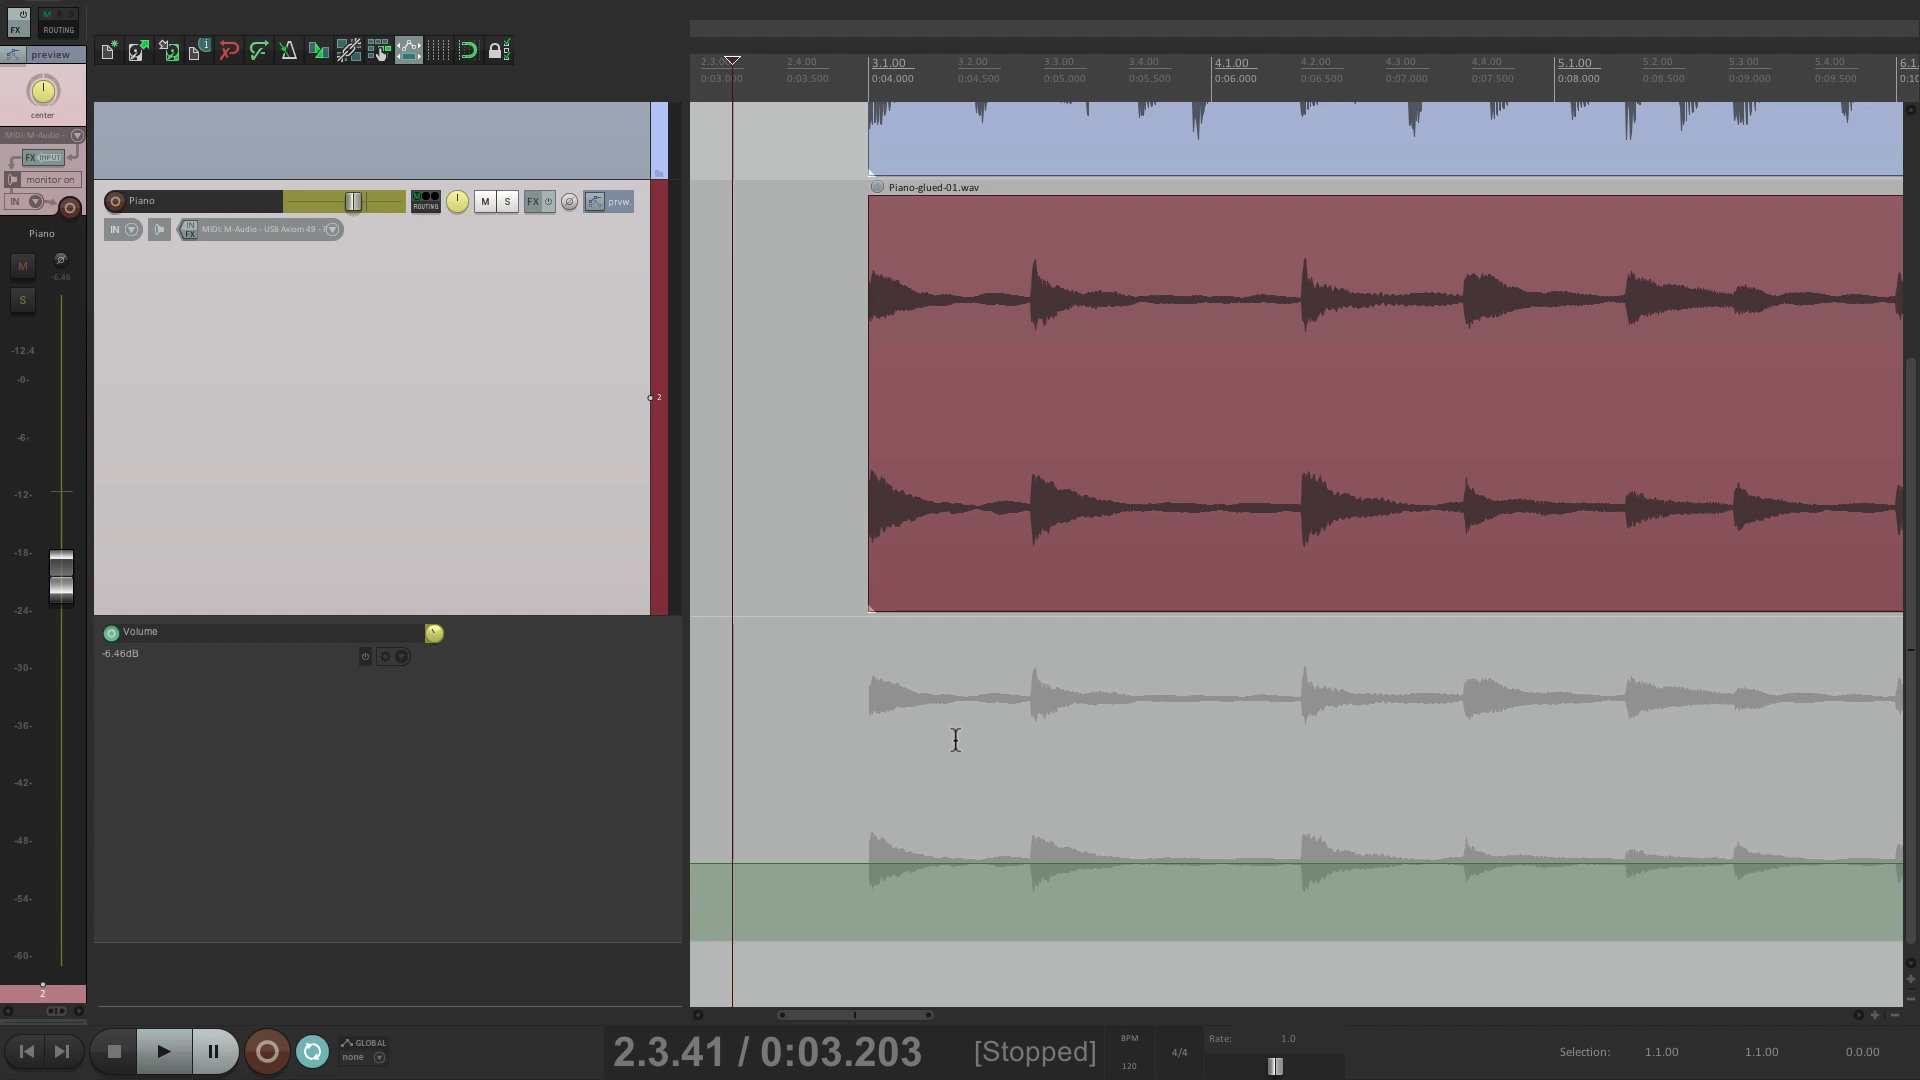 FX
M R S
ROUTING
preview
center
MIDI: M-Audio -
FX INPUT
monitor on
IN
Piano
M
-6.46
S
-12.4
-0-
-6-
-12-
-18-
-24-
-30-
-36-
-42-
-48-
-54-
-60-
2
2.4.00 3.1.00 3.2.00 3.3.00 3.4.00 4.1.00 4.2.00 4.3.00 4.4.00 5.1.00 5.2.00 5.3.00 5.4.00
0:03.500 0:04.000 0:04.500 0:05.000 0:05.500 0:06.000 0:06.500 0:07.000 0:07.500 0:08.000 0:08.500 0:09.000 0:09.500
Piano ROUTING M S FX prvw.
IN IN FX MIDI: M-Audio - USB Axiom 49 -
2
Piano-glued-01.wav
Volume
-6.46dB
GLOBAL
none
2.3.41 / 0:03.203 [Stopped]
BPM
120
4/4
Rate: 1.0
Selection: 1.1.00 1.1.00 0.0.00